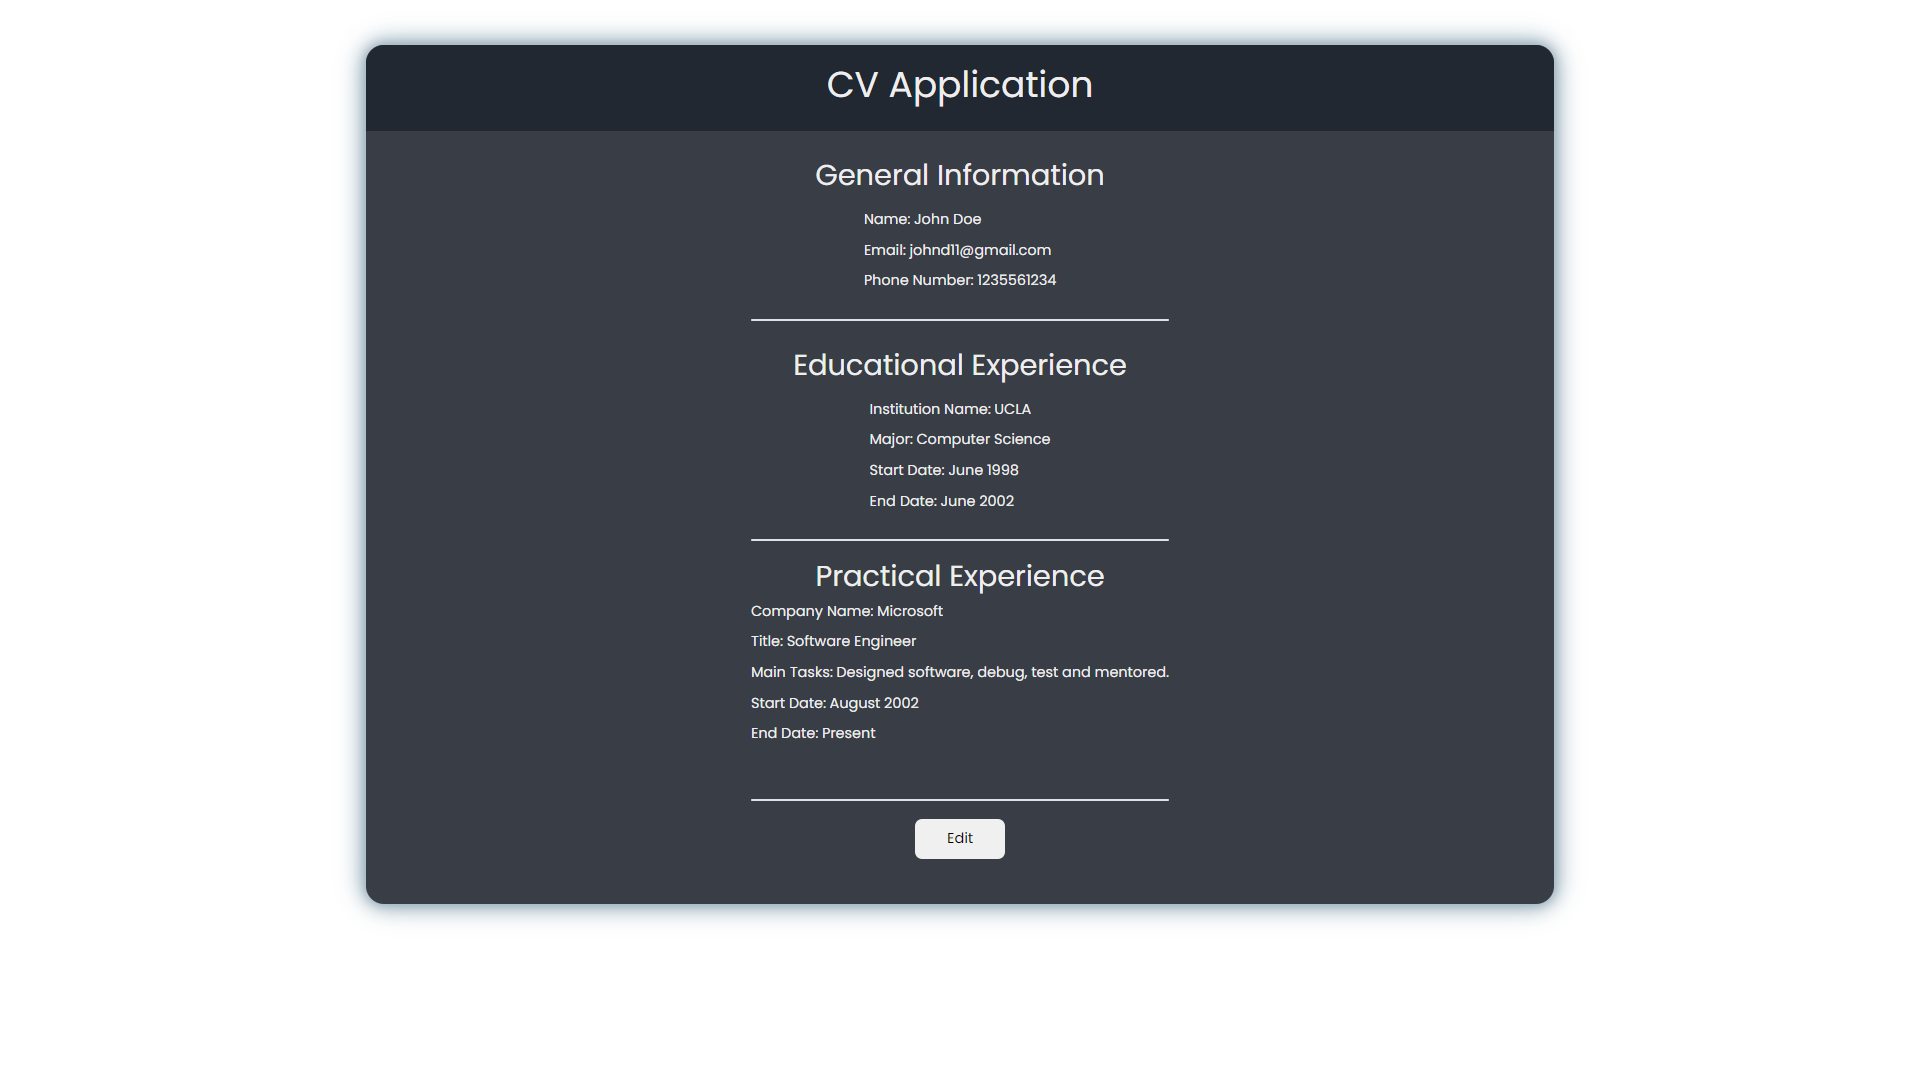 CV Application
General Information
Name: John Doe
Email: johnd11@gmail.com
Phone Number: 1235561234
Educational Experience
Institution Name: UCLA
Major: Computer Science
Start Date: June 1998
End Date: June 2002
Practical Experience
Company Name: Microsoft
Title: Software Engineer
Main Tasks: Designed software, debug, test and mentored.
Start Date: August 2002
End Date: Present
Edit